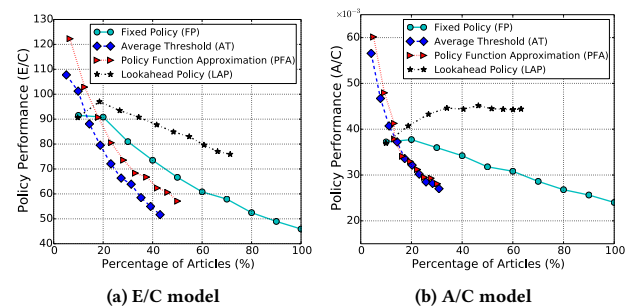 Fixed Policy (FP)
Average Threshold (AT)
Policy Function Approximation (PFA)
Lookahead Policy (LAP)
Policy Performance (E/C)
130
120
110
100
90
80
70
60
50
40
0 20 40 60 80 100
Percentage of Articles (%)
(a) E/C model
×10⁻³
Fixed Policy (FP)
Average Threshold (AT)
Policy Function Approximation (PFA)
Lookahead Policy (LAP)
Policy Performance (A/C)
60
50
40
30
20
0 20 40 60 80 100
Percentage of Articles (%)
(b) A/C model